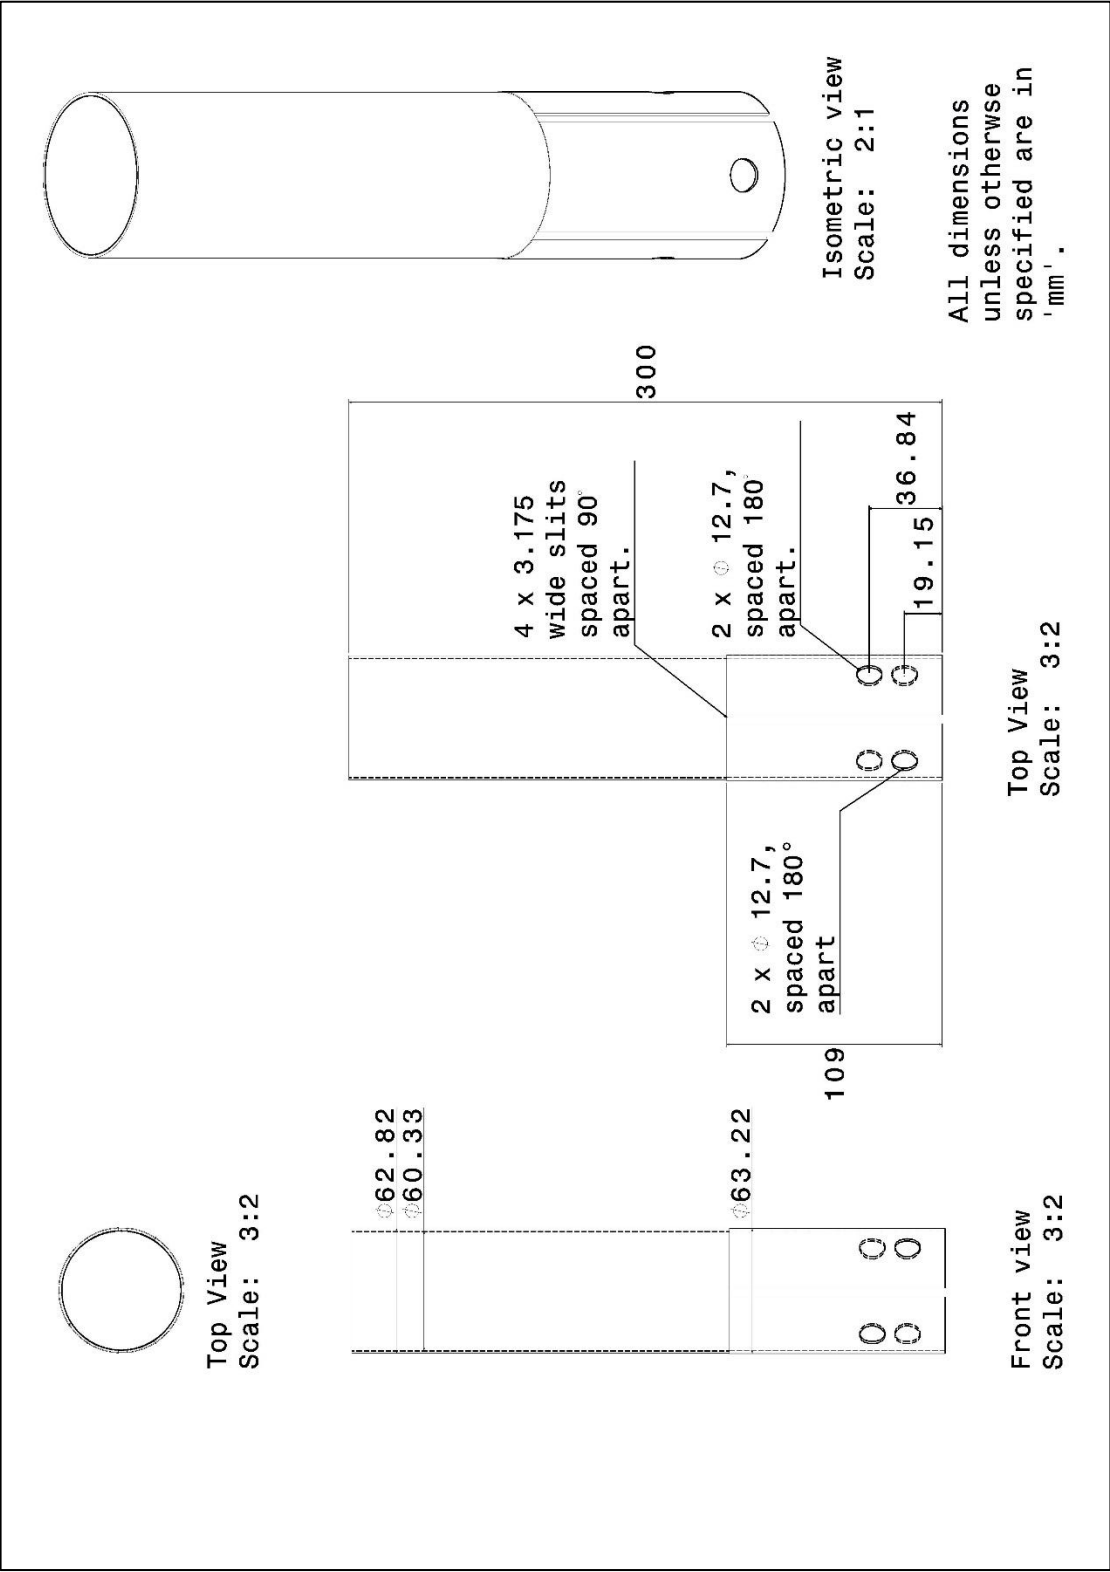 Top View
Scale: 3:2
⌀62.82
⌀60.33
⌀63.22
Front view
Scale: 3:2
109
2 x ⌀ 12.7,
spaced 180°
apart
4 x 3.175
wide slits
spaced 90°
apart.
2 x ⌀ 12.7,
spaced 180°
apart.
300
36.84
19.15
Top View
Scale: 3:2
Isometric view
Scale: 2:1
All dimensions
unless otherwse
specified are in
'mm'.